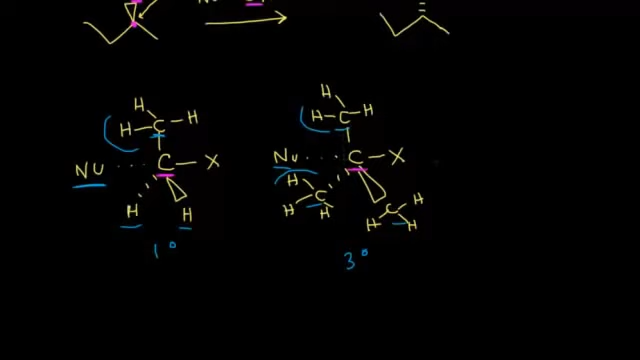 H H
H-C-H H-C-H
NU ... C-X NU ... C-X
H H H C H H C H
H H
1° 3°